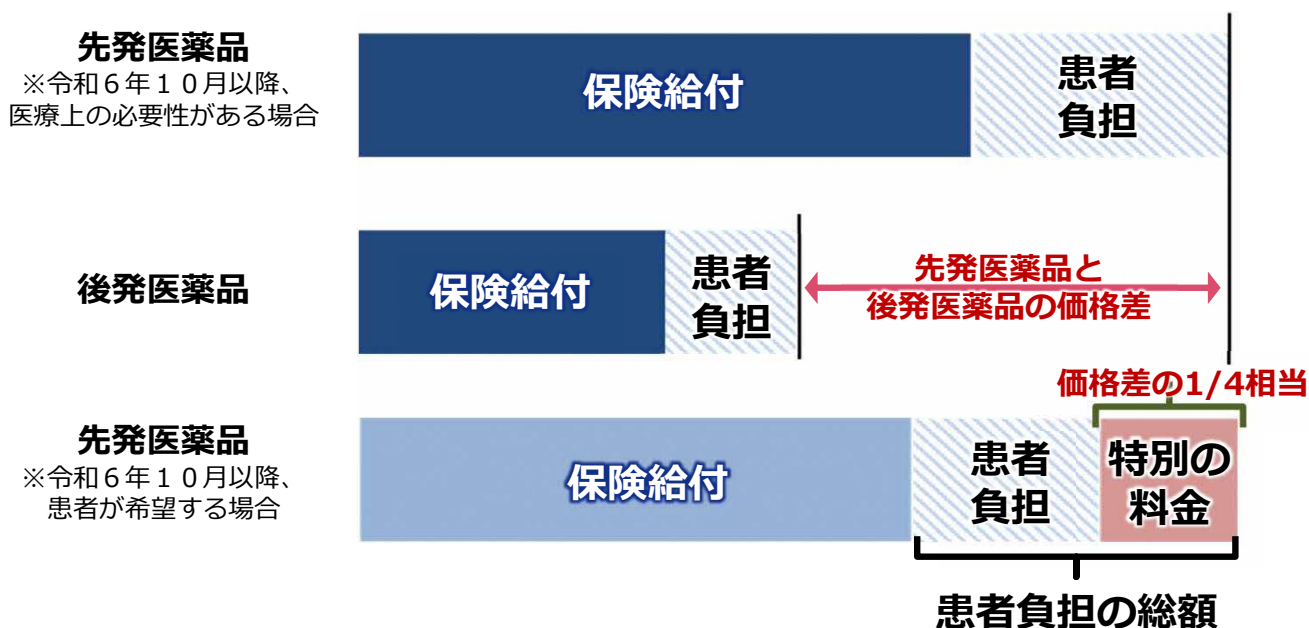 先発医薬品
※令和６年１０月以降、
医療上の必要性がある場合
保険給付
患者
負担
後発医薬品
保険給付
患者
負担
先発医薬品と
後発医薬品の価格差
価格差の1/4相当
先発医薬品
※令和６年１０月以降、
患者が希望する場合
保険給付
患者
負担
特別の
料金
患者負担の総額